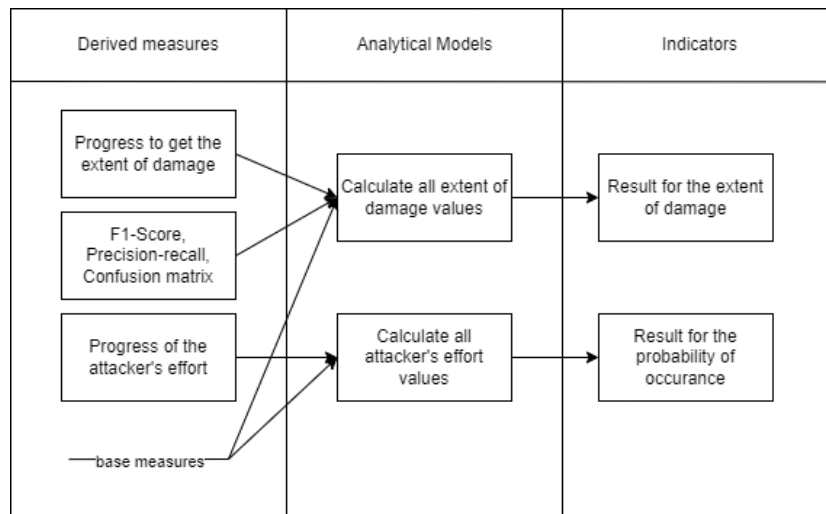 Derived measures
Analytical Models
Indicators
Progress to get the
extent of damage
F1-Score,
Precision-recall,
Confusion matrix
Progress of the
attacker's effort
base measures
Calculate all extent of
damage values
Calculate all
attacker's effort
values
Result for the extent
of damage
Result for the
probability of
occurance